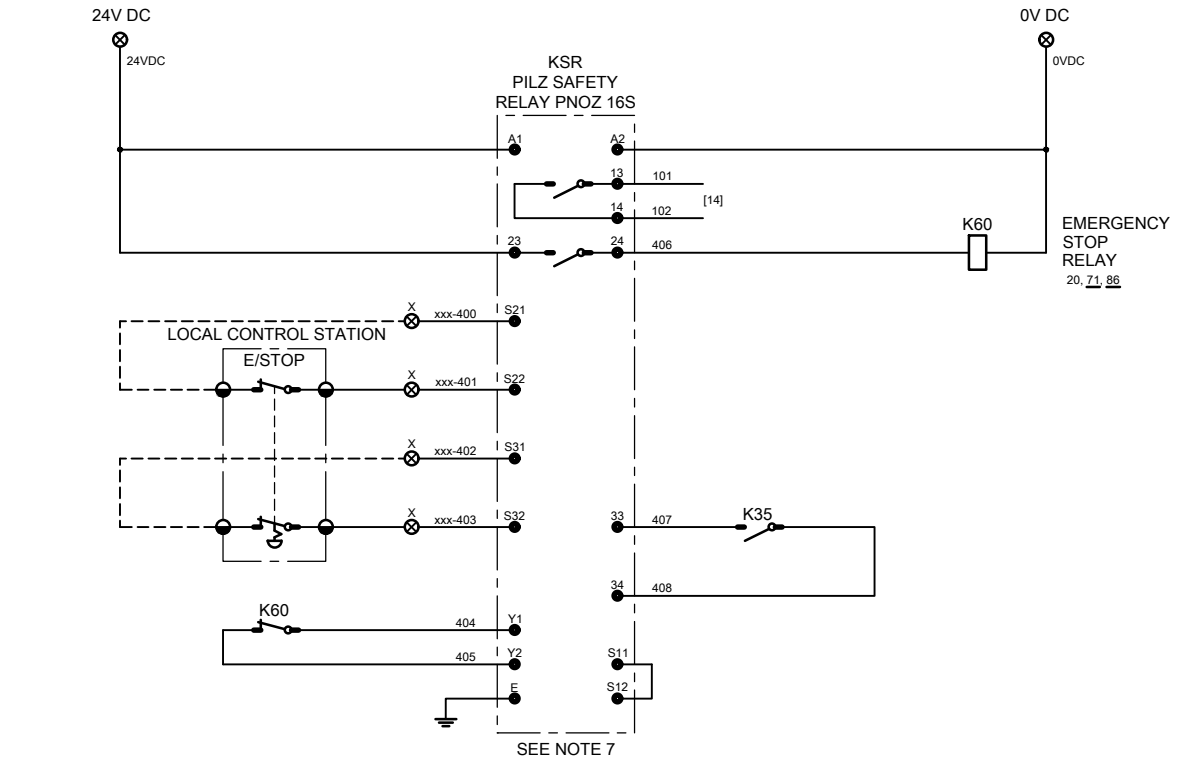 24V DC
0V DC
24VDC
0VDC
KSR
PILZ SAFETY
RELAY PNOZ 16S
A1
A2
13
101
[14]
14
102
23
24
406
K60
EMERGENCY
STOP
RELAY
20, 71, 86
X
xxx-400
S21
LOCAL CONTROL STATION
E/STOP
X
xxx-401
S22
X
xxx-402
S31
X
xxx-403
S32
33
407
K35
34
408
K60
404
Y1
405
Y2
S11
E
S12
SEE NOTE 7